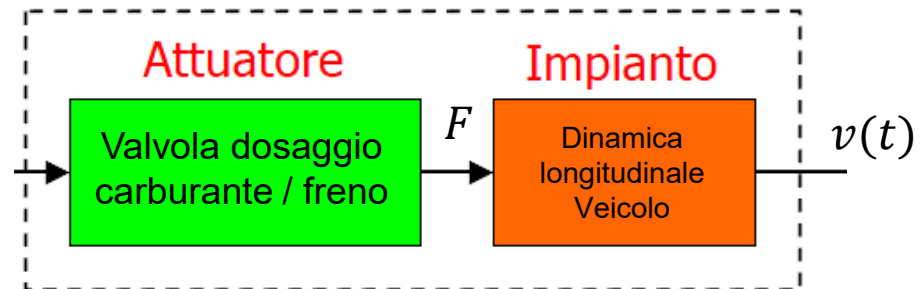 Attuatore
Impianto
Valvola dosaggio
carburante / freno
F
Dinamica
longitudinale
Veicolo
v(t)